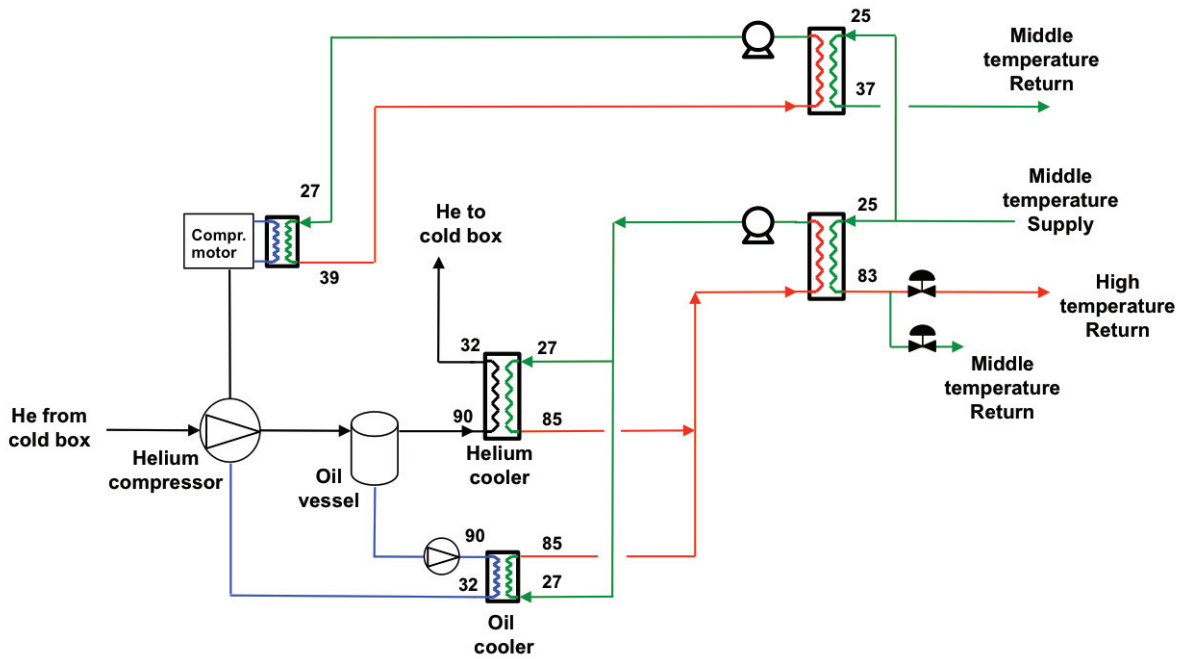 25
Middle
temperature
Return
37
27
Compr.
motor
39
He to
cold box
25
Middle
temperature
Supply
83
High
temperature
Return
Middle
temperature
Return
32
27
90
85
Helium
cooler
He from
cold box
Helium
compressor
Oil
vessel
90
85
32
27
Oil
cooler